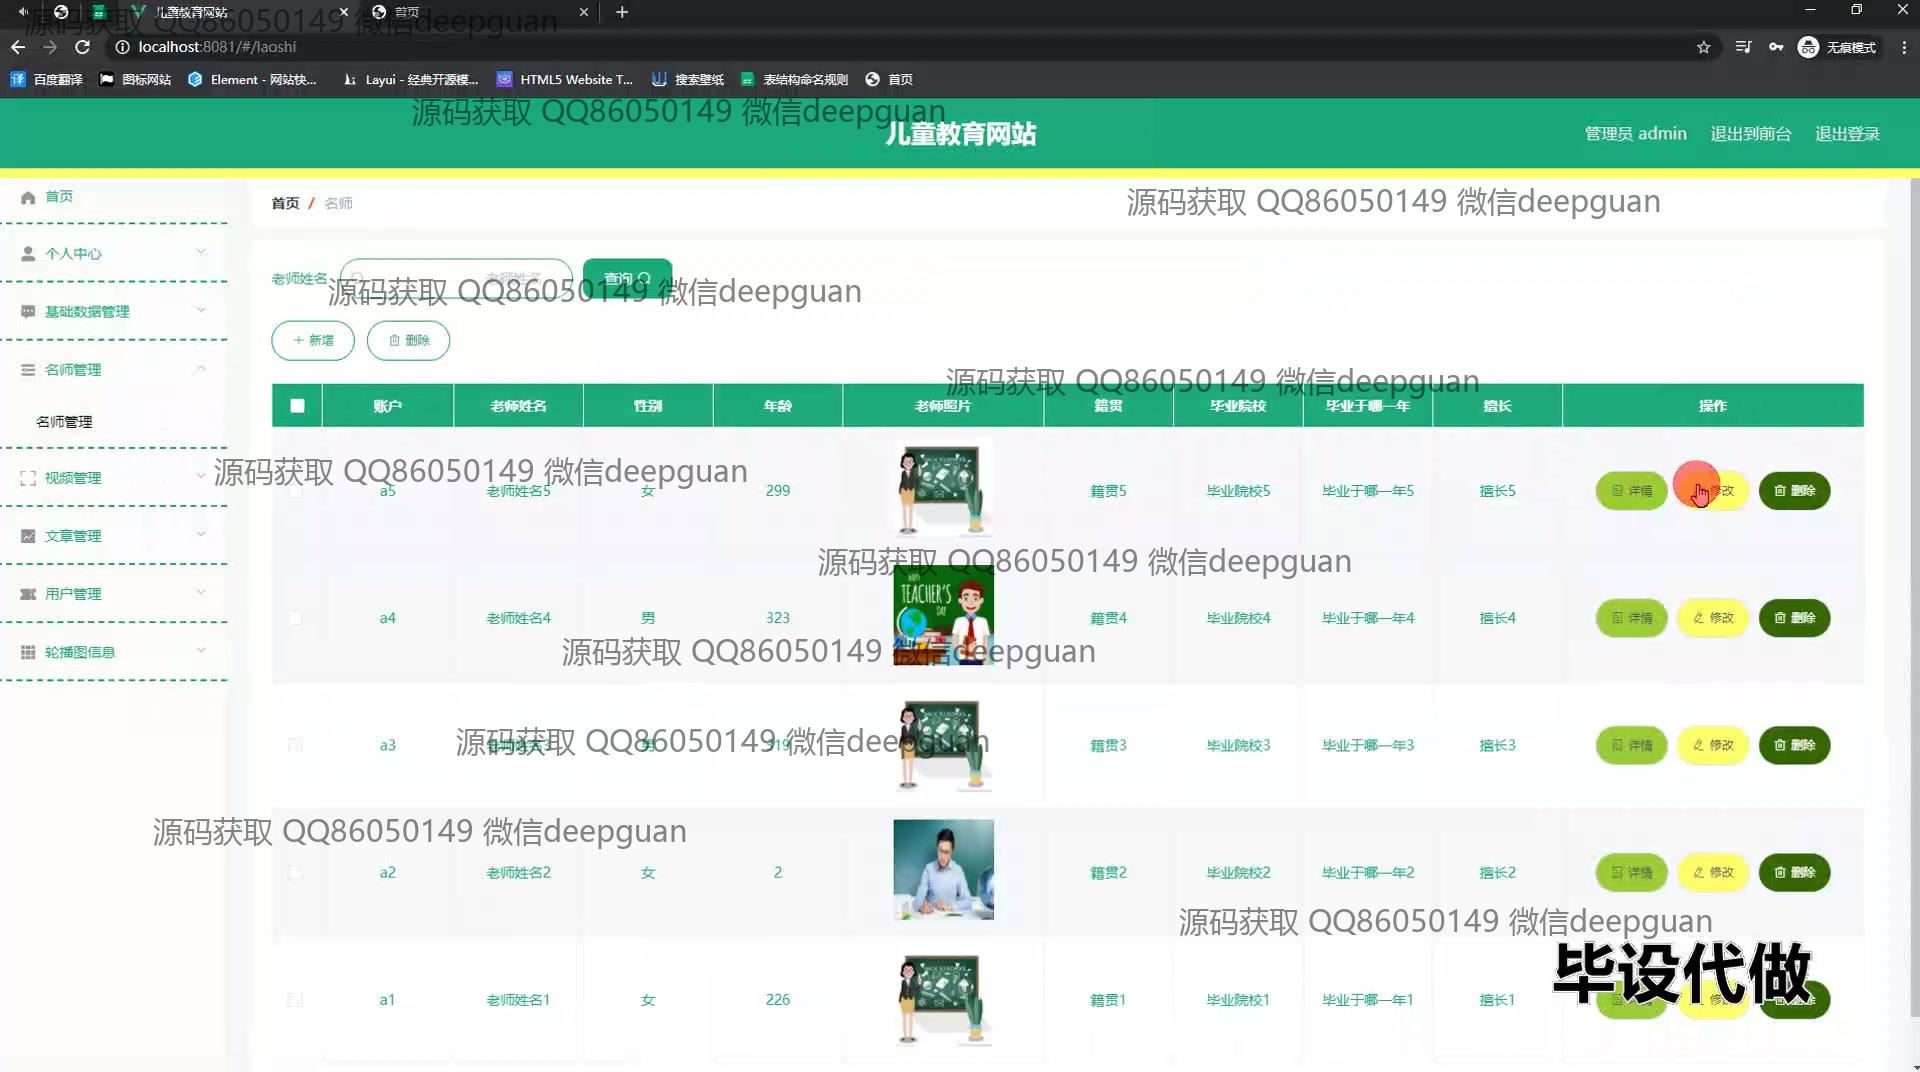 儿童教育网站
首页
localhost:8081/#/laoshi
无痕模式
百度翻译
图标网站
Element - 网站快...
Layui - 经典开源模...
HTML5 Website T...
搜索壁纸
表结构命名规则
首页
源码获取 QQ86050149 微信deepguan
源码获取 QQ86050149 微信deepguan
儿童教育网站
管理员 admin
退出到前台
退出登录
首页
个人中心
基础数据管理
名师管理
名师管理
视频管理
文章管理
用户管理
轮播图信息
首页 / 名师
源码获取 QQ86050149 微信deepguan
老师姓名
老师姓名
查询
源码获取 QQ86050149 微信deepguan
新增
删除
源码获取 QQ86050149 微信deepguan
账户 老师姓名 性别 年龄 老师照片 籍贯 毕业院校 毕业于哪一年 擅长 操作
源码获取 QQ86050149 微信deepguan
a5 老师姓名5 女 299 籍贯5 毕业院校5 毕业于哪一年5 擅长5 详情 修改 删除
源码获取 QQ86050149 微信deepguan
HAPPY
TEACHER'S
DAY
a4 老师姓名4 男 323 籍贯4 毕业院校4 毕业于哪一年4 擅长4 详情 修改 删除
源码获取 QQ86050149 微信deepguan
源码获取 QQ86050149 微信deepguan
a3 老师姓名3 男 319 籍贯3 毕业院校3 毕业于哪一年3 擅长3 详情 修改 删除
源码获取 QQ86050149 微信deepguan
a2 老师姓名2 女 2 籍贯2 毕业院校2 毕业于哪一年2 擅长2 详情 修改 删除
源码获取 QQ86050149 微信deepguan
毕设代做
a1 老师姓名1 女 226 籍贯1 毕业院校1 毕业于哪一年1 擅长1